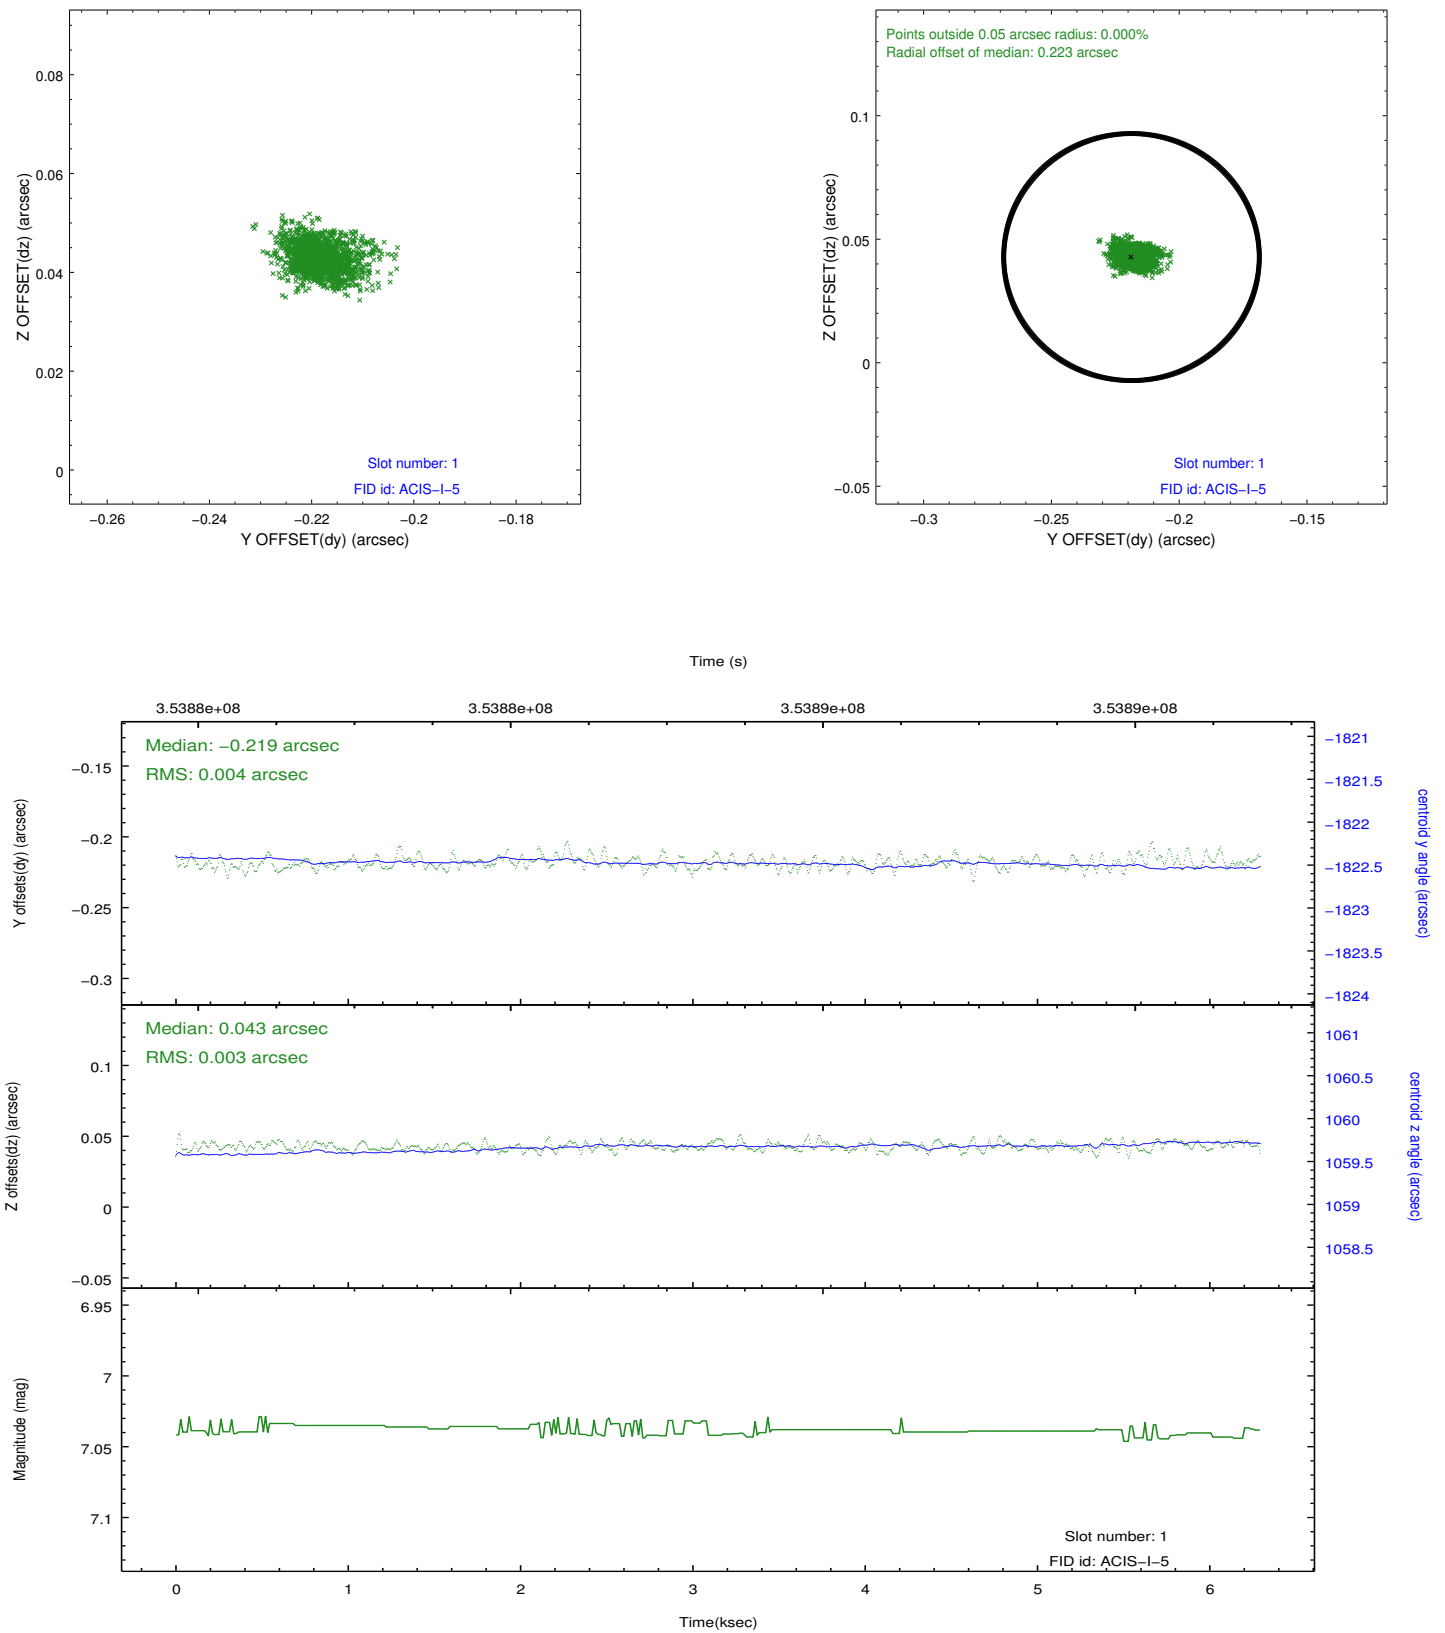 0.08
0.06
0.04
0.02
0
Z OFFSET(dz) (arcsec)
Slot number: 1
FID id: ACIS−I−5
−0.26 −0.24 −0.22 −0.2 −0.18
Y OFFSET(dy) (arcsec)
Points outside 0.05 arcsec radius: 0.000%
Radial offset of median: 0.223 arcsec
0.1
0.05
0
−0.05
Z OFFSET(dz) (arcsec)
Slot number: 1
FID id: ACIS−I−5
−0.3 −0.25 −0.2 −0.15
Y OFFSET(dy) (arcsec)
Time (s)
3.5388e+08 3.5388e+08 3.5389e+08 3.5389e+08
Median: −0.219 arcsec
RMS: 0.004 arcsec
−0.15
−0.2
−0.25
−0.3
Y offsets(dy) (arcsec)
−1821
−1821.5
−1822
−1822.5
−1823
−1823.5
−1824
centroid y angle (arcsec)
Median: 0.043 arcsec
RMS: 0.003 arcsec
0.1
0.05
0
−0.05
Z offsets(dz) (arcsec)
1061
1060.5
1060
1059.5
1059
1058.5
centroid z angle (arcsec)
6.95
7
7.05
7.1
Magnitude (mag)
Slot number: 1
FID id: ACIS−I−5
0 1 2 3 4 5 6
Time(ksec)